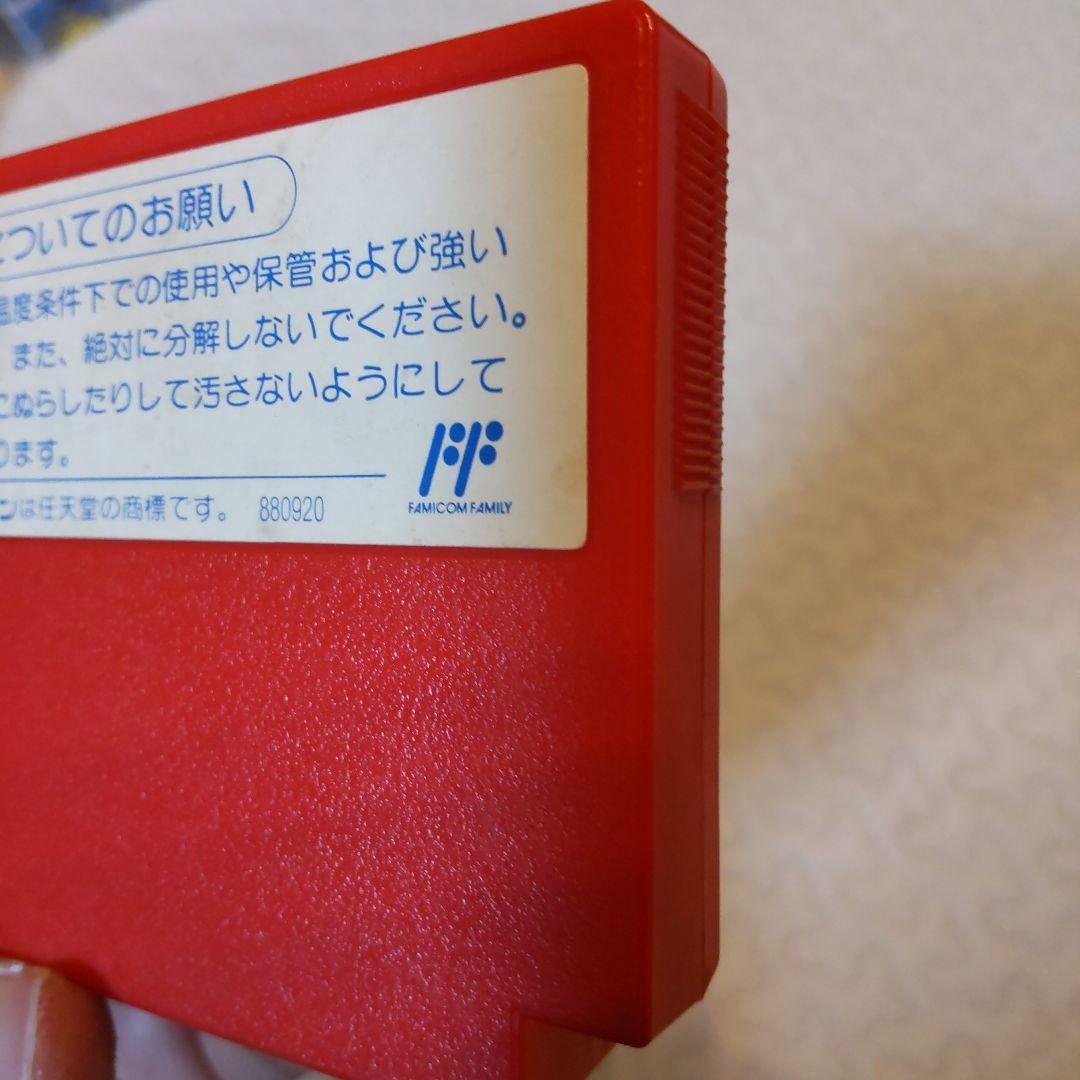 ついてのお願い
温度条件下での使用や保管および強い
また、絶対に分解しないでください。
ぬらしたりして汚さないようにして
ります。
ンは任天堂の商標です。 880920
FAMICOM FAMILY